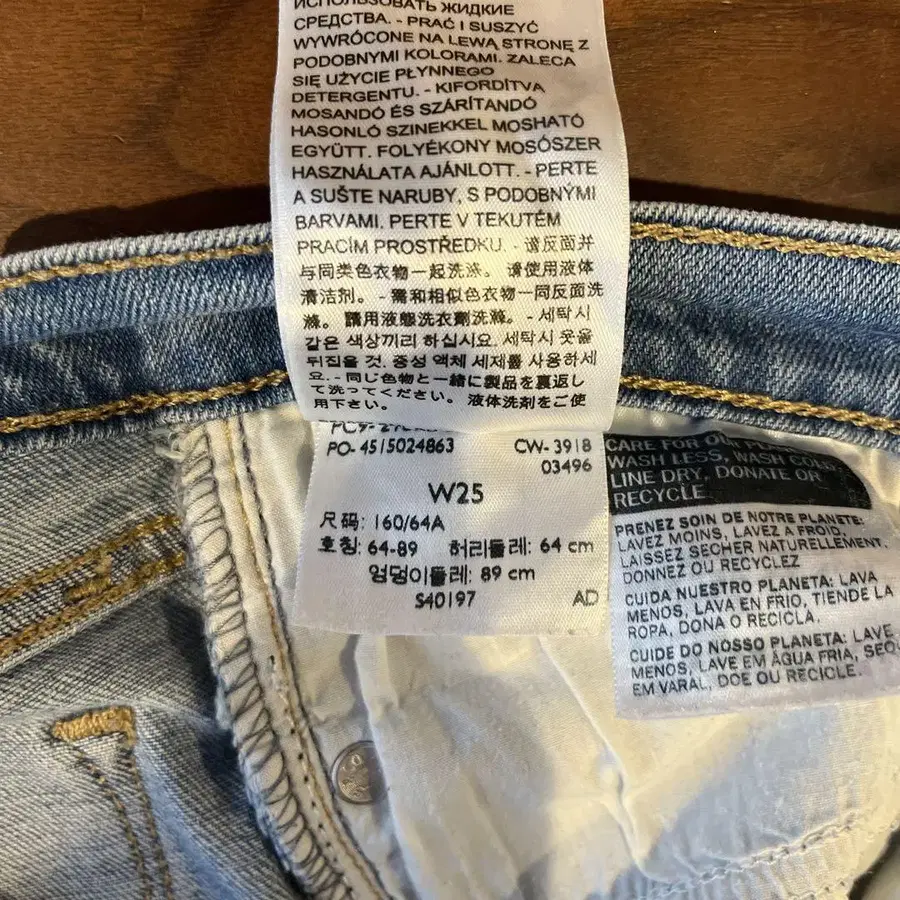 ИСПОЛЬЗОВАТЬ ЖИДКИЕ
СРЕДСТВА. - PRAĆ I SUSZYĆ
WYWRÓCONE NA LEWĄ STRONĘ Z
PODOBNYMI KOLORAMI. ZALECA
SIĘ UŻYCIE PŁYNNEGO
DETERGENTU. - KIFORDÍTVA
MOSANDÓ ÉS SZÁRÍTANDÓ
HASONLÓ SZINEKKEL MOSHATÓ
EGYÜTT. FOLYÉKONY MOSÓSZER
HASZNÁLATA AJÁNLOTT. - PERTE
A SUŠTE NARUBY, S PODOBNÝMI
BARVAMI. PERTE V TEKUTÉM
PRACÍM PROSTŘEDKU. - 请反面并
与同类色衣物一起洗涤。请使用液体
清洁剂。- 需和相似色衣物一同反面洗
滌。請用液態洗衣劑洗滌。- 세탁시
같은 색상끼리 하십시요. 세탁시 옷을
뒤집을 것. 중성 액체 세제를 사용하세
요. - 同じ色物と一緒に製品を裏返し
て洗ってください。液体洗剤をご使
用下さい。
PO- 4515024863 CW- 3918
03496
W25
尺码: 160/64A
호칭: 64-89 허리둘레: 64 cm
엉덩이둘레: 89 cm
S40197 AD
CARE FOR OUR
WASH LESS, WASH COLD,
LINE DRY, DONATE OR
RECYCLE
PRENEZ SOIN DE NOTRE PLANETE:
LAVEZ MOINS, LAVEZ A FROID,
LAISSEZ SECHER NATURELLEMENT,
DONNEZ OU RECYCLEZ
CUIDA NUESTRO PLANETA: LAVA
MENOS, LAVA EN FRIO, TIENDE LA
ROPA, DONA O RECICLA.
CUIDE DO NOSSO PLANETA: LAVE
MENOS, LAVE EM ÁGUA FRIA, SEQ
EM VARAL, DOE OU RECICLE.